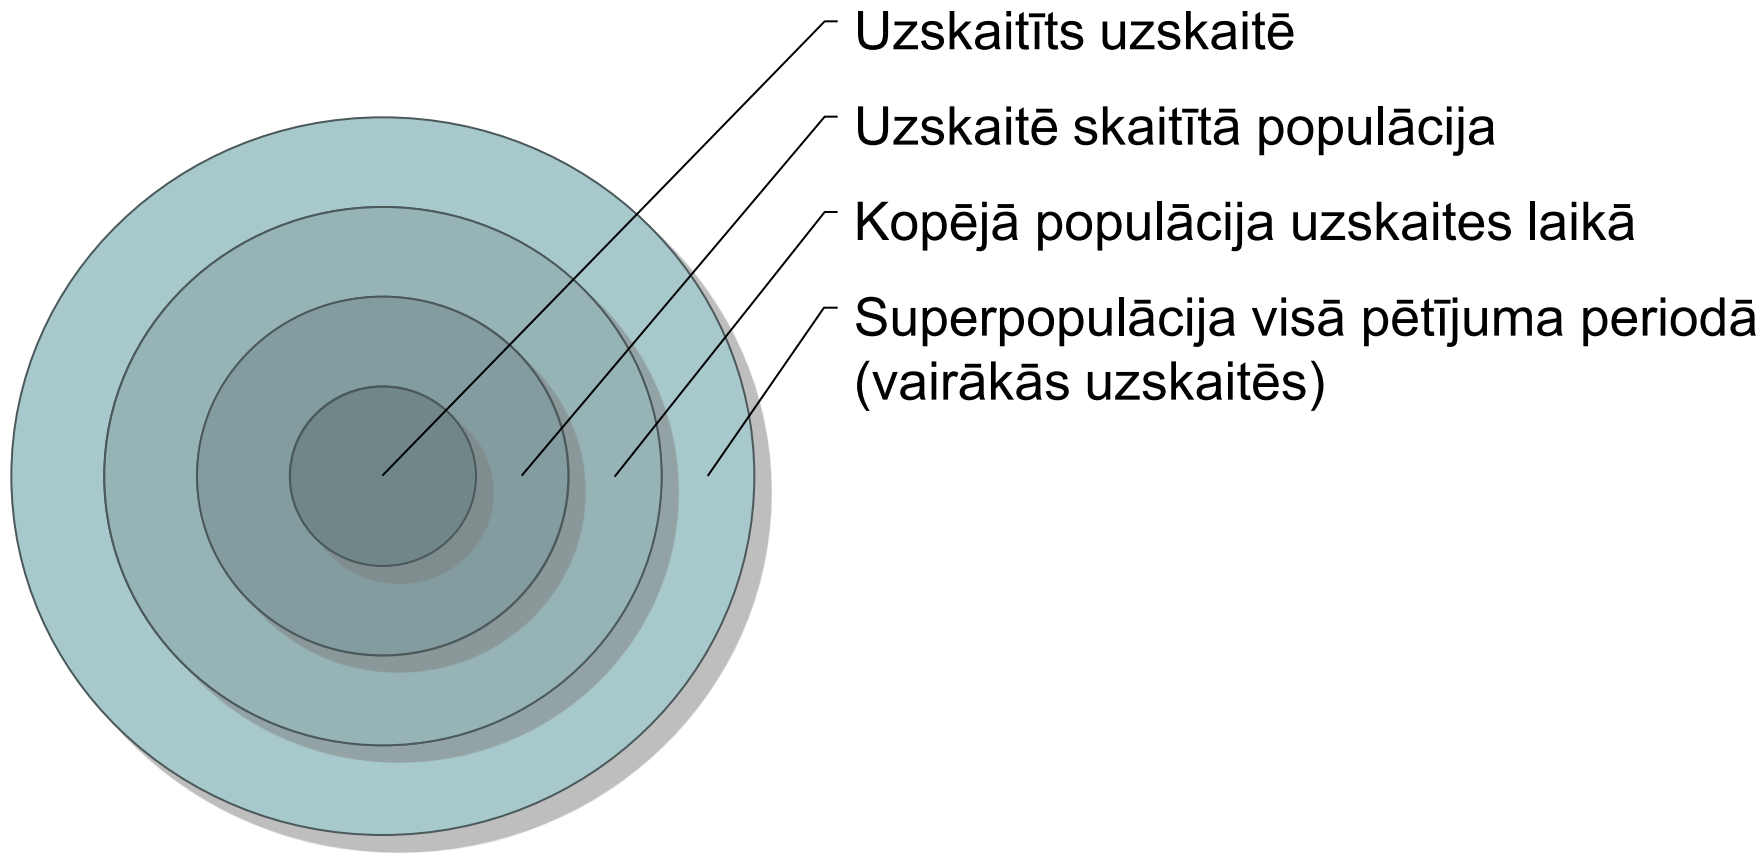 Uzskaitīts uzskaitē
Uzskaitē skaitītā populācija
Kopējā populācija uzskaites laikā
Superpopulācija visā pētījuma periodā
(vairākās uzskaitēs)